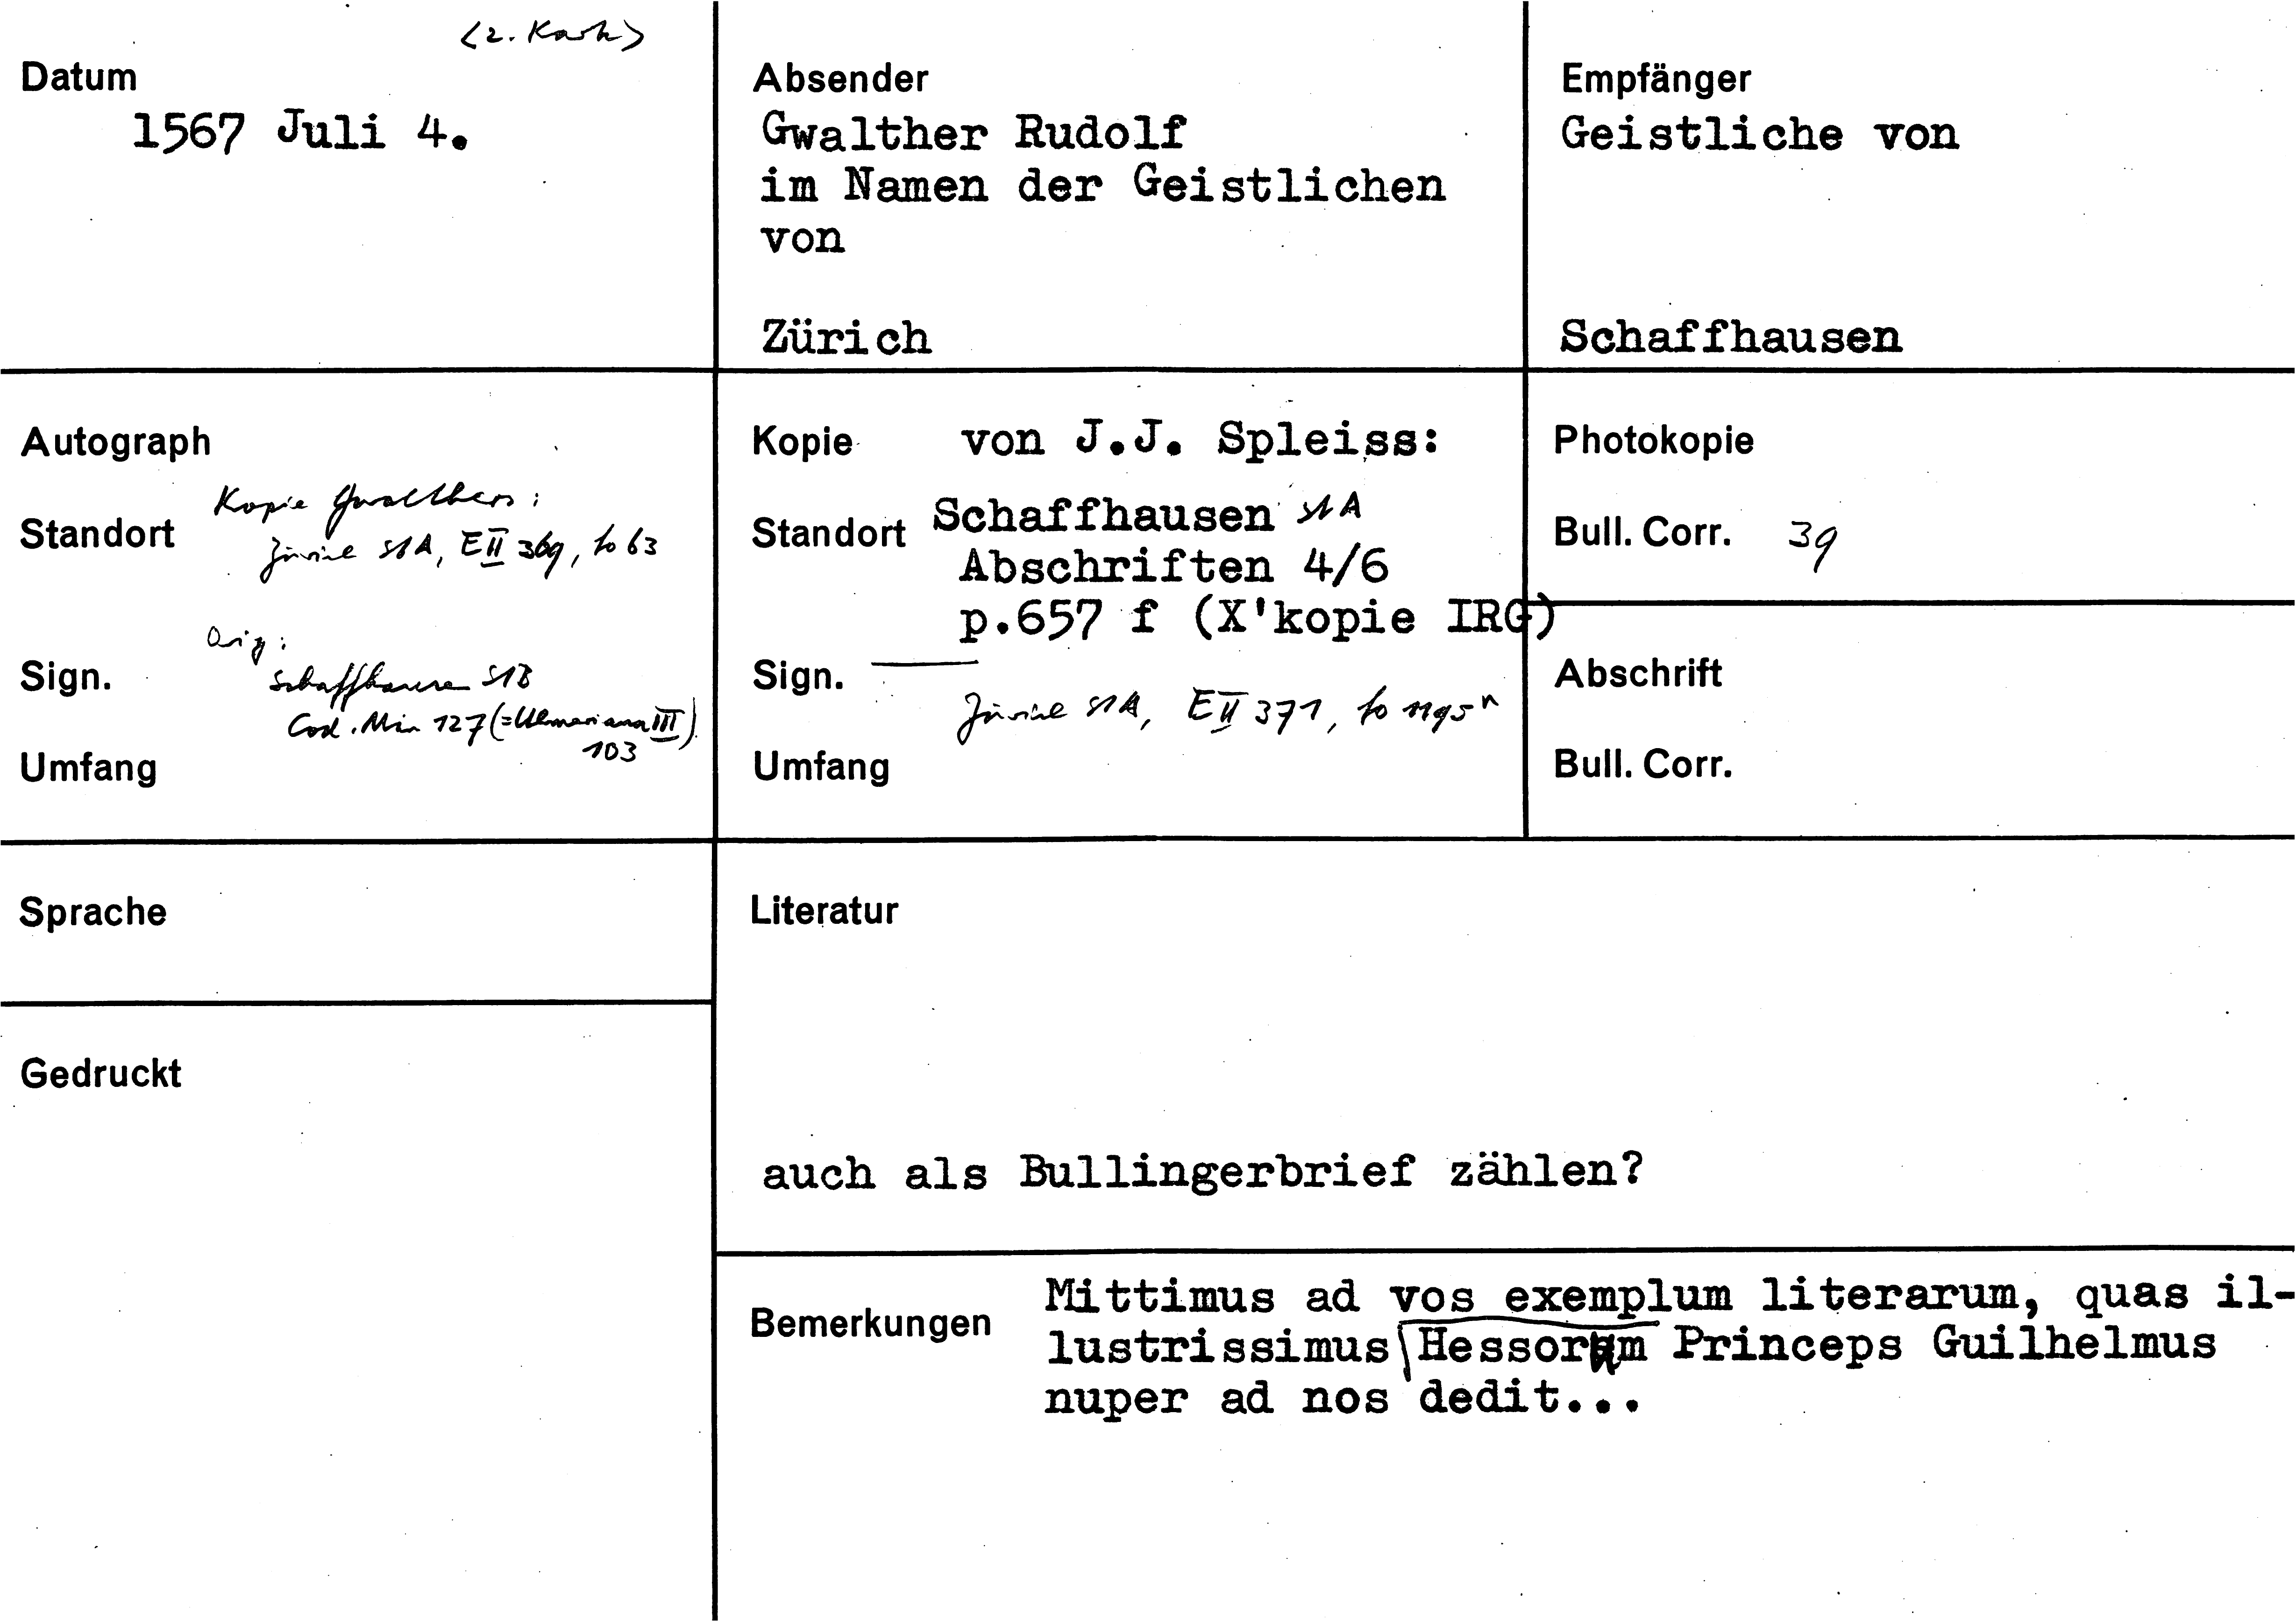 <2. Karte>
Datum
1567 Juli 4.
Absender
Gwalther Rudolf
im Namen der Geistlichen
von
Zürich
Empfänger
Geistliche von
Schaffhausen
Autograph
Kopie Gwalthers:
Standort
Zürich StA, E II 369, fo 63
Orig:
Sign.
Schaffhausen StB
Cod. Min 127 (=Ulmeriana III)
103
Umfang
Kopie von J.J. Spleiss:
Standort Schaffhausen StA
Abschriften 4/6
p.657 f (X'kopie IRG)
Sign.
Zürich StA, E II 371, fo 1195r
Umfang
Photokopie
Bull. Corr. 39
Abschrift
Bull. Corr.
Sprache
Literatur
auch als Bullingerbrief zählen?
Gedruckt
Bemerkungen
Mittimus ad vos exemplum literarum, quas il-
lustrissimus Hessorum Princeps Guilhelmus
nuper ad nos dedit...